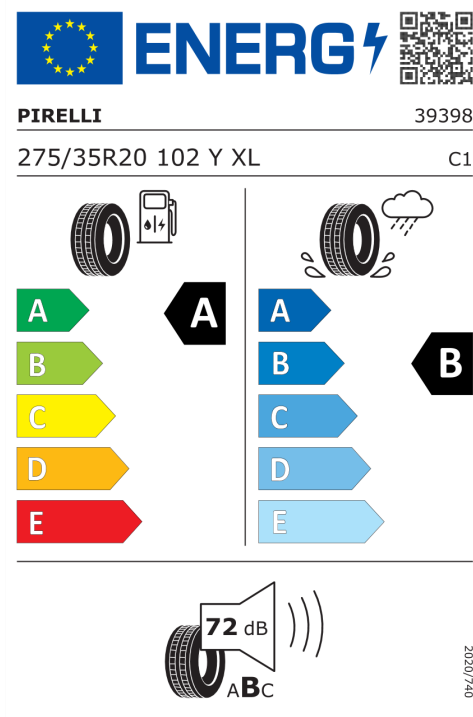 ENERG
PIRELLI 39398
275/35R20 102 Y XL C1
A A A
B B B
C C
D D
E E
72 dB
ABC
2020/740